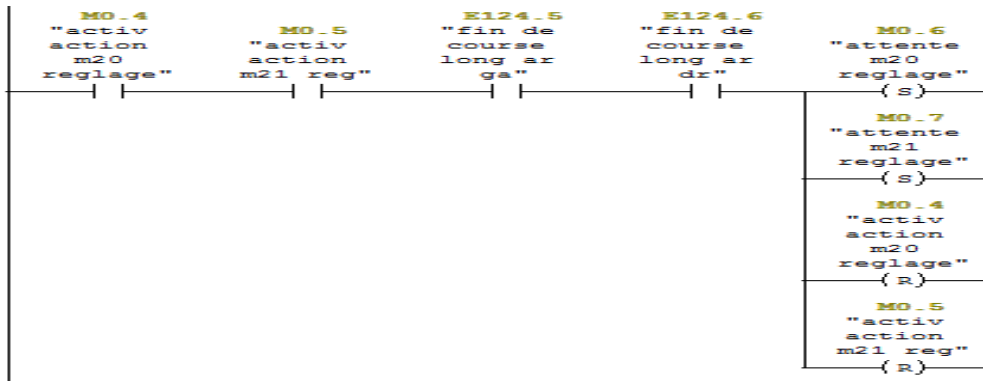 M0.4
"activ
action
m20
reglage"
M0.5
"activ
action
m21 reg"
E124.5
"fin de
course
long ar
ga"
E124.6
"fin de
course
long ar
dr"
M0.6
"attente
m20
reglage"
S
M0.7
"attente
m21
reglage"
S
M0.4
"activ
action
m20
reglage"
R
M0.5
"activ
action
m21 reg"
R